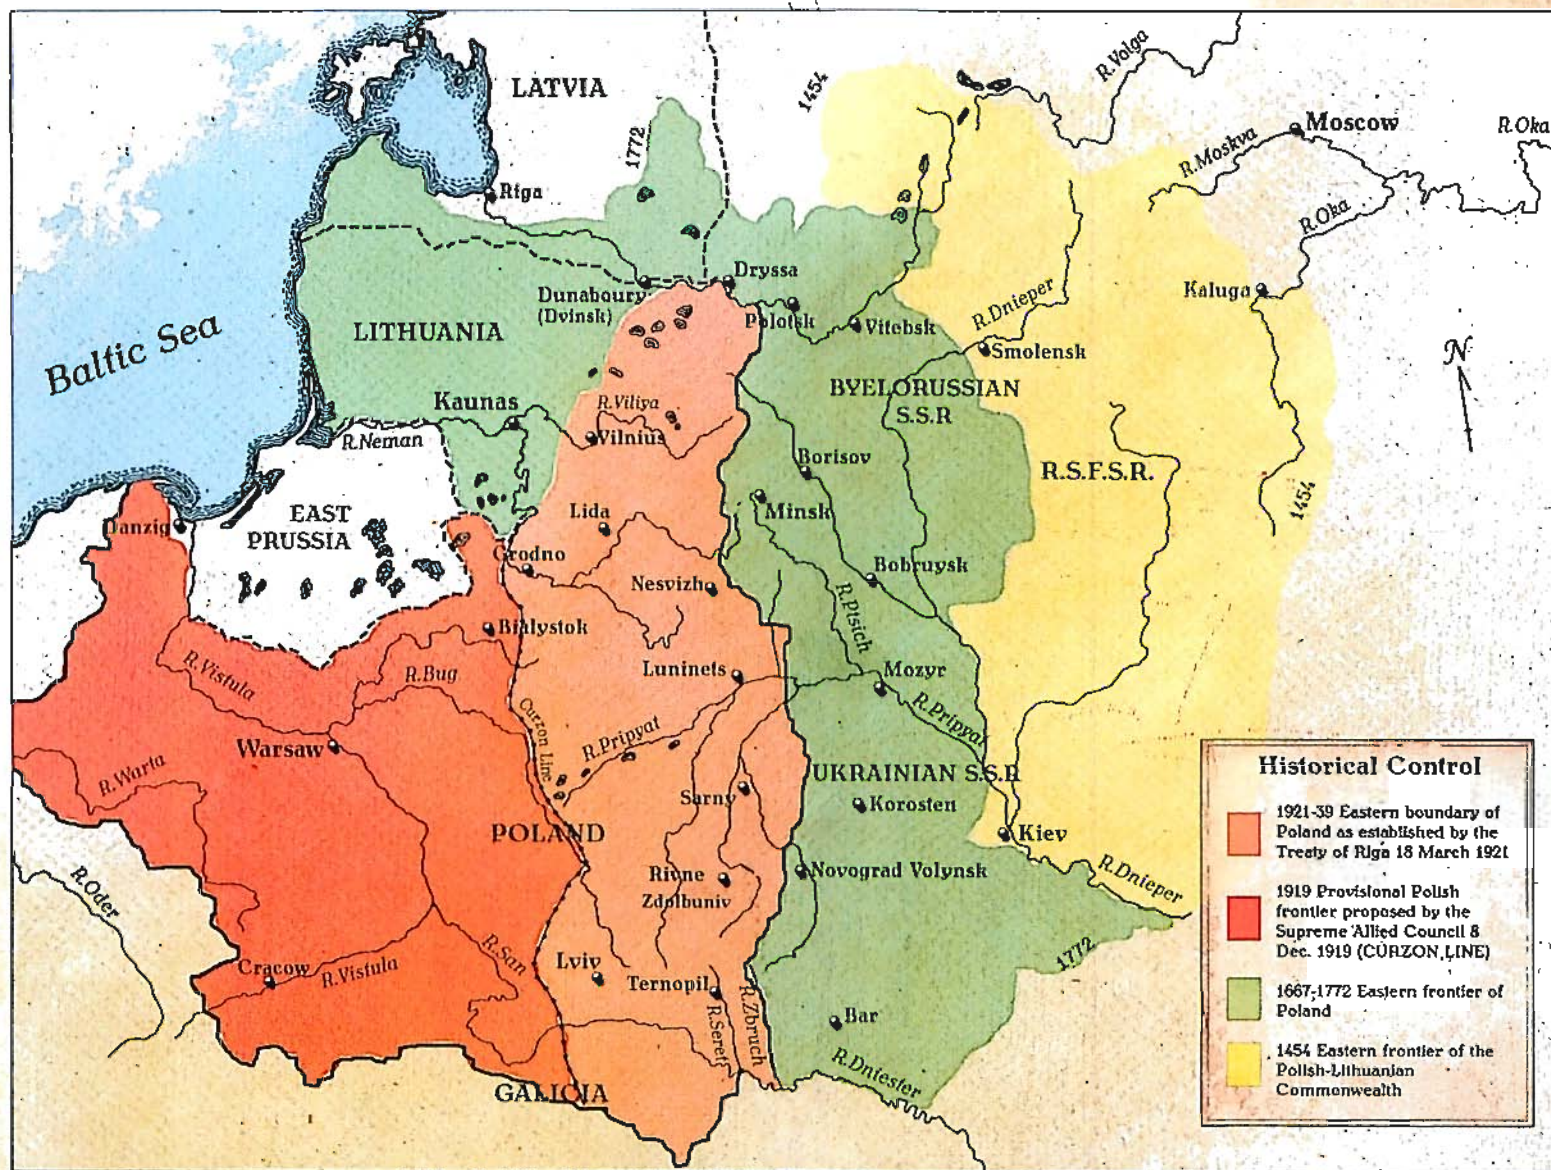 LATVIA
1454
R.Volga
Moscow
R.Oka
R.Moskva
1772
Riga
R.Oka
Dryssa
Kaluga
Dunaboury
(Dvinsk)
Polotsk
Vitebsk
R.Dnieper
Smolensk
Baltic Sea
LITHUANIA
N
BYELORUSSIAN
S.S.R
Kaunas
R.Viliya
R.Neman
Vilnius
Borisov
R.S.F.S.R.
1454
Minsk
Lida
Danzig
EAST
PRUSSIA
Grodno
Nesvizh
Bobruysk
R.Ptsich
Bialystok
R.Vistula
R.Bug
Luninets
Mozyr
R.Pripyat
Curzon Line
R.Pripyat
Warsaw
R.Warta
UKRAINIAN S.S.R
Sarny
Korosten
POLAND
Kiev
R.Oder
Rivne
Zdolbuniv
Novograd Volynsk
R.Dnieper
R.San
Lviv
1772
Cracow
R.Vistula
Ternopil
R.Zbruch
R.Seret
Bar
R.Dniester
GALICIA
Historical Control
1921-39 Eastern boundary of
Poland as established by the
Treaty of Riga 18 March 1921
1919 Provisional Polish
frontier proposed by the
Supreme Allied Council 8
Dec. 1919 (CURZON LINE)
1667-1772 Eastern frontier of
Poland
1454 Eastern frontier of the
Polish-Lithuanian
Commonwealth